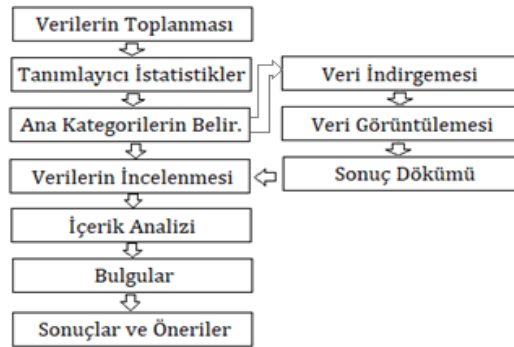 Verilerin Toplanması
Tanımlayıcı İstatistikler
Ana Kategorilerin Belir.
Verilerin İncelenmesi
İçerik Analizi
Bulgular
Sonuçlar ve Öneriler
Veri İndirgemesi
Veri Görüntülemesi
Sonuç Dökümü